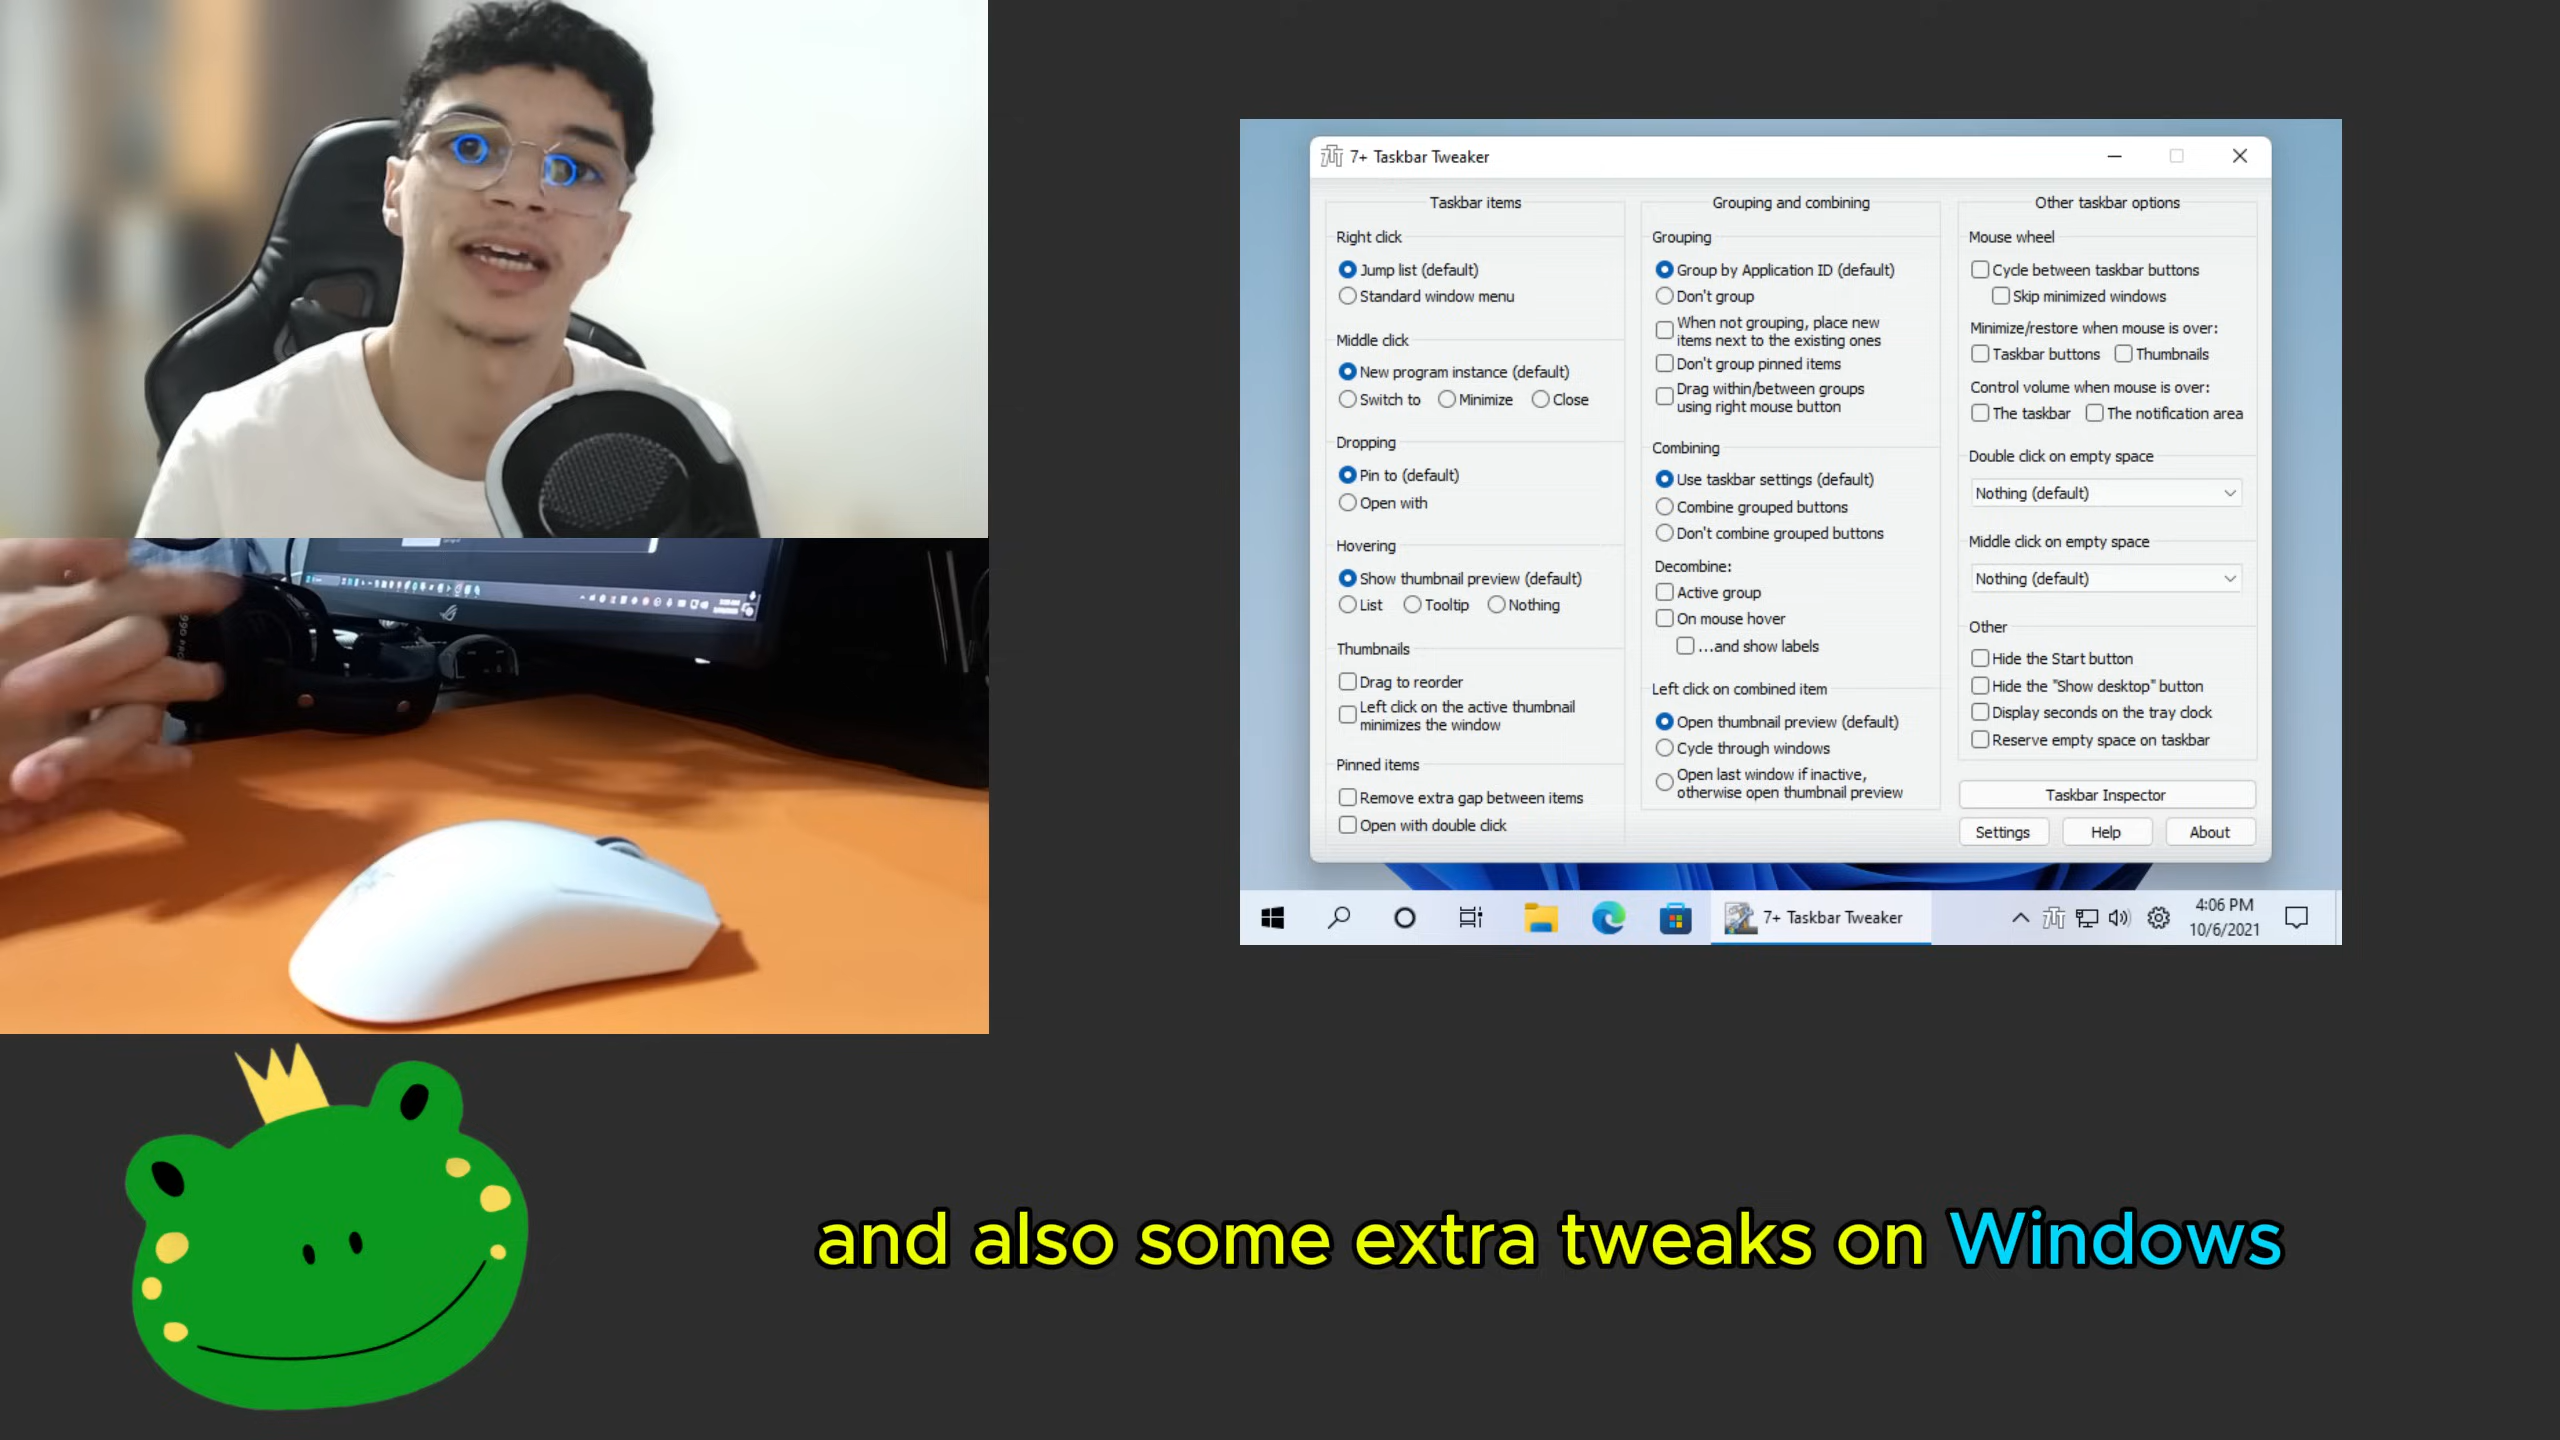 7+ Taskbar Tweaker
Taskbar items
Right click
Jump list (default)
Standard window menu
Middle click
New program instance (default)
Switch to Minimize Close
Dropping
Pin to (default)
Open with
Hovering
Show thumbnail preview (default)
List Tooltip Nothing
Thumbnails
Drag to reorder
Left click on the active thumbnail
minimizes the window
Pinned items
Remove extra gap between items
Open with double click
Grouping and combining
Grouping
Group by Application ID (default)
Don't group
When not grouping, place new
items next to the existing ones
Don't group pinned items
Drag within/between groups
using right mouse button
Combining
Use taskbar settings (default)
Combine grouped buttons
Don't combine grouped buttons
Decombine:
Active group
On mouse hover
...and show labels
Left click on combined item
Open thumbnail preview (default)
Cycle through windows
Open last window if inactive,
otherwise open thumbnail preview
Other taskbar options
Mouse wheel
Cycle between taskbar buttons
Skip minimized windows
Minimize/restore when mouse is over:
Taskbar buttons Thumbnails
Control volume when mouse is over:
The taskbar The notification area
Double click on empty space
Nothing (default)
Middle click on empty space
Nothing (default)
Other
Hide the Start button
Hide the "Show desktop" button
Display seconds on the tray clock
Reserve empty space on taskbar
Taskbar Inspector
Settings Help About
7+ Taskbar Tweaker
4:06 PM
10/6/2021
and also some extra tweaks on Windows